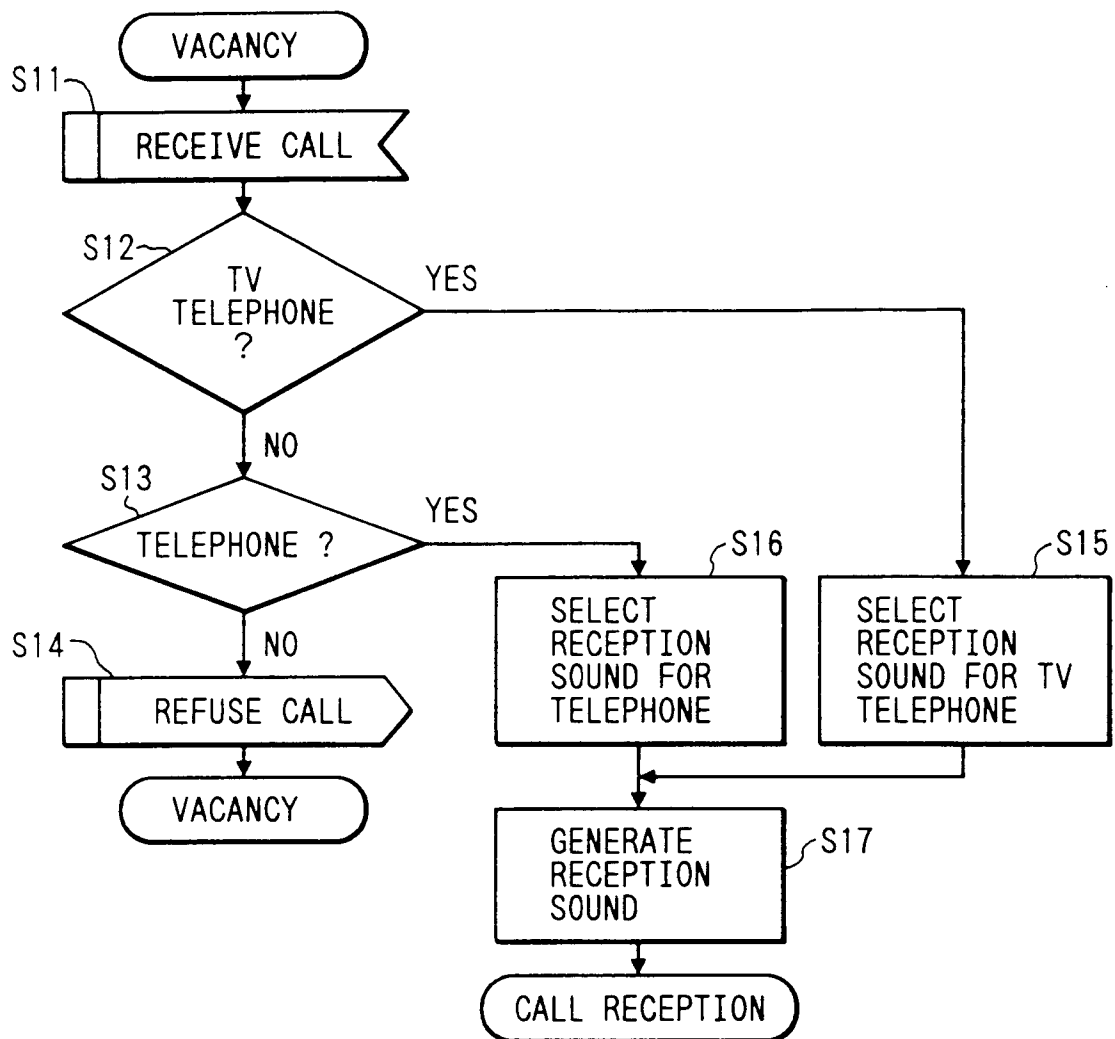 VACANCY
S11
RECEIVE CALL
S12
TV
TELEPHONE
?
YES
NO
S13
TELEPHONE ?
YES
NO
S14
REFUSE CALL
VACANCY
S16
SELECT
RECEPTION
SOUND FOR
TELEPHONE
S15
SELECT
RECEPTION
SOUND FOR TV
TELEPHONE
GENERATE
RECEPTION
SOUND
S17
CALL RECEPTION